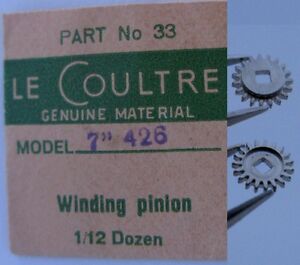 PART No 33
LE COULTRE
GENUINE MATERIAL
MODEL 7''' 426
Winding pinion
1/12 Dozen